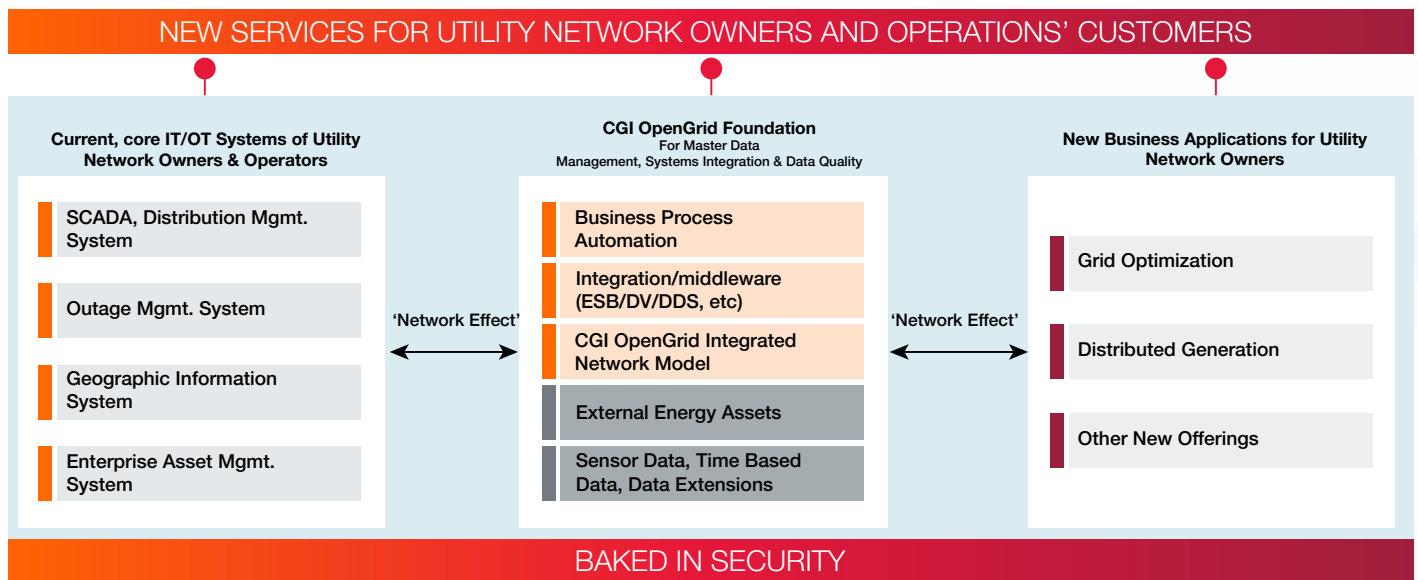 NEW SERVICES FOR UTILITY NETWORK OWNERS AND OPERATIONS’ CUSTOMERS
Current, core IT/OT Systems of Utility
Network Owners & Operators
SCADA, Distribution Mgmt.
System
Outage Mgmt. System
Geographic Information
System
Enterprise Asset Mgmt.
System
‘Network Effect’
CGI OpenGrid Foundation
For Master Data
Management, Systems Integration & Data Quality
Business Process
Automation
Integration/middleware
(ESB/DV/DDS, etc)
CGI OpenGrid Integrated
Network Model
External Energy Assets
Sensor Data, Time Based
Data, Data Extensions
‘Network Effect’
New Business Applications for Utility
Network Owners
Grid Optimization
Distributed Generation
Other New Offerings
BAKED IN SECURITY